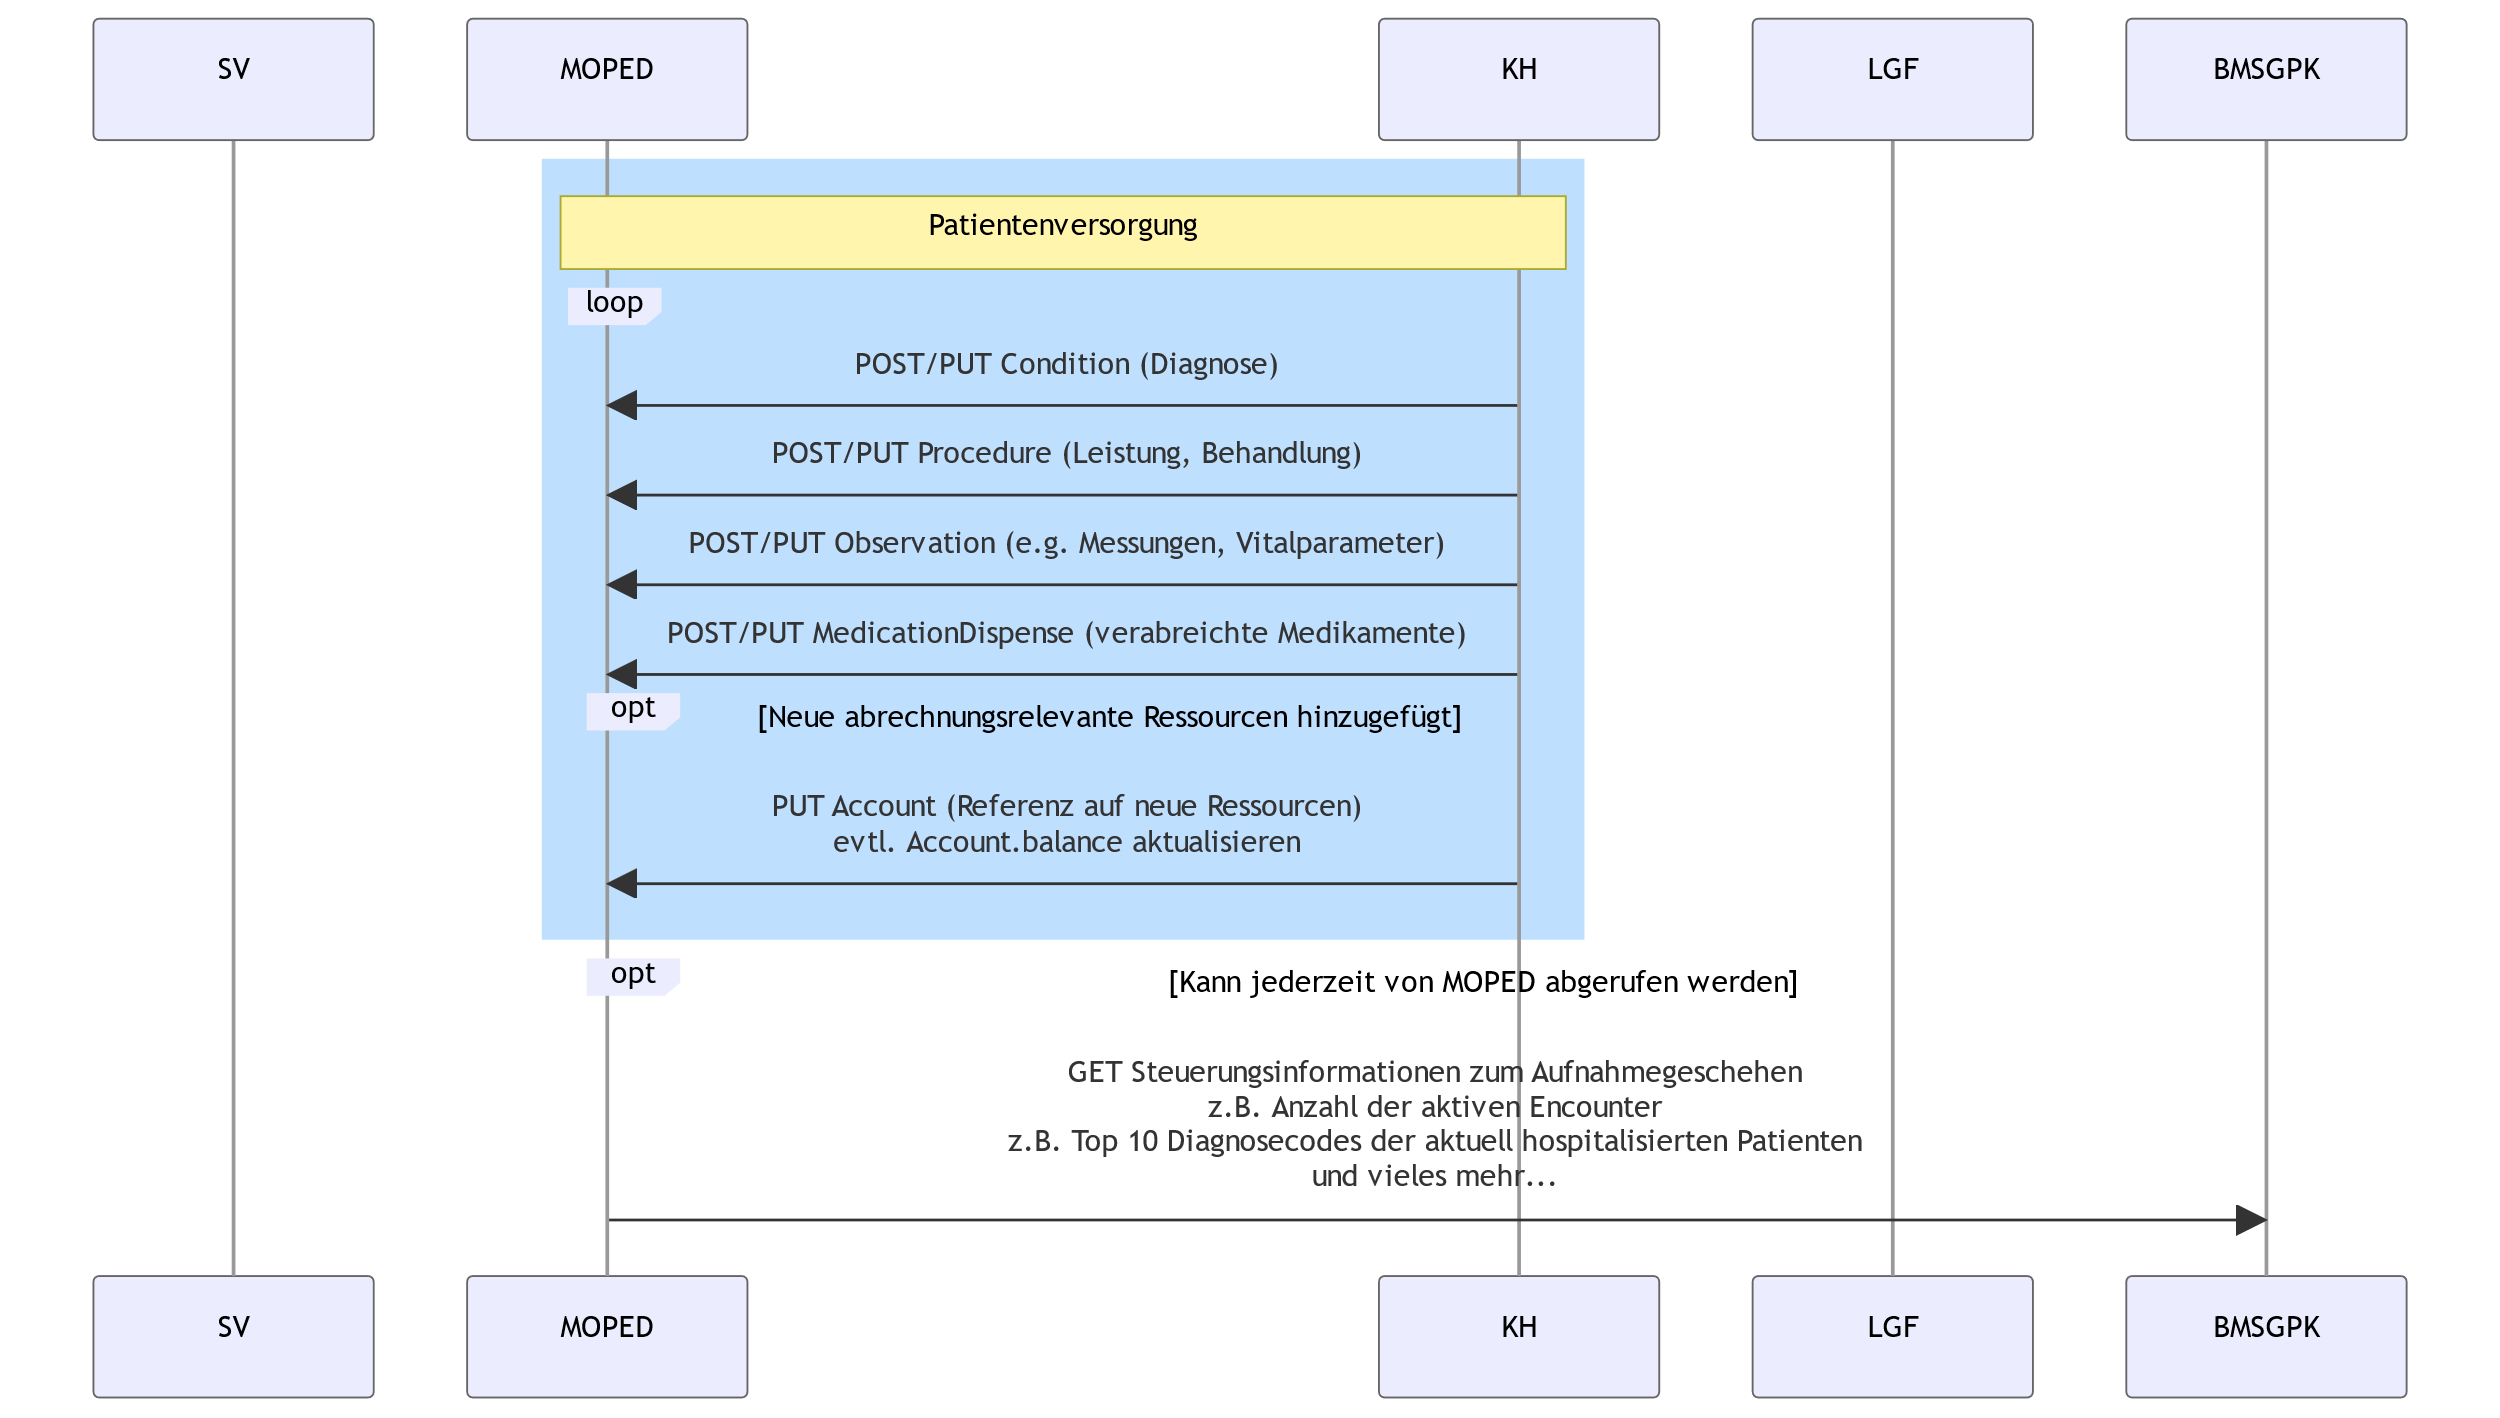 SV
MOPED
KH
LGF
BMSGPK
Patientenversorgung
loop
POST/PUT Condition (Diagnose)
POST/PUT Procedure (Leistung, Behandlung)
POST/PUT Observation (e.g. Messungen, Vitalparameter)
POST/PUT MedicationDispense (verabreichte Medikamente)
opt
[Neue abrechnungsrelevante Ressourcen hinzugefügt]
PUT Account (Referenz auf neue Ressourcen)
evtl. Account.balance aktualisieren
opt
[Kann jederzeit von MOPED abgerufen werden]
GET Steuerungsinformationen zum Aufnahmegeschehen
z.B. Anzahl der aktiven Encounter
z.B. Top 10 Diagnosecodes der aktuell hospitalisierten Patienten
und vieles mehr...
SV
MOPED
KH
LGF
BMSGPK